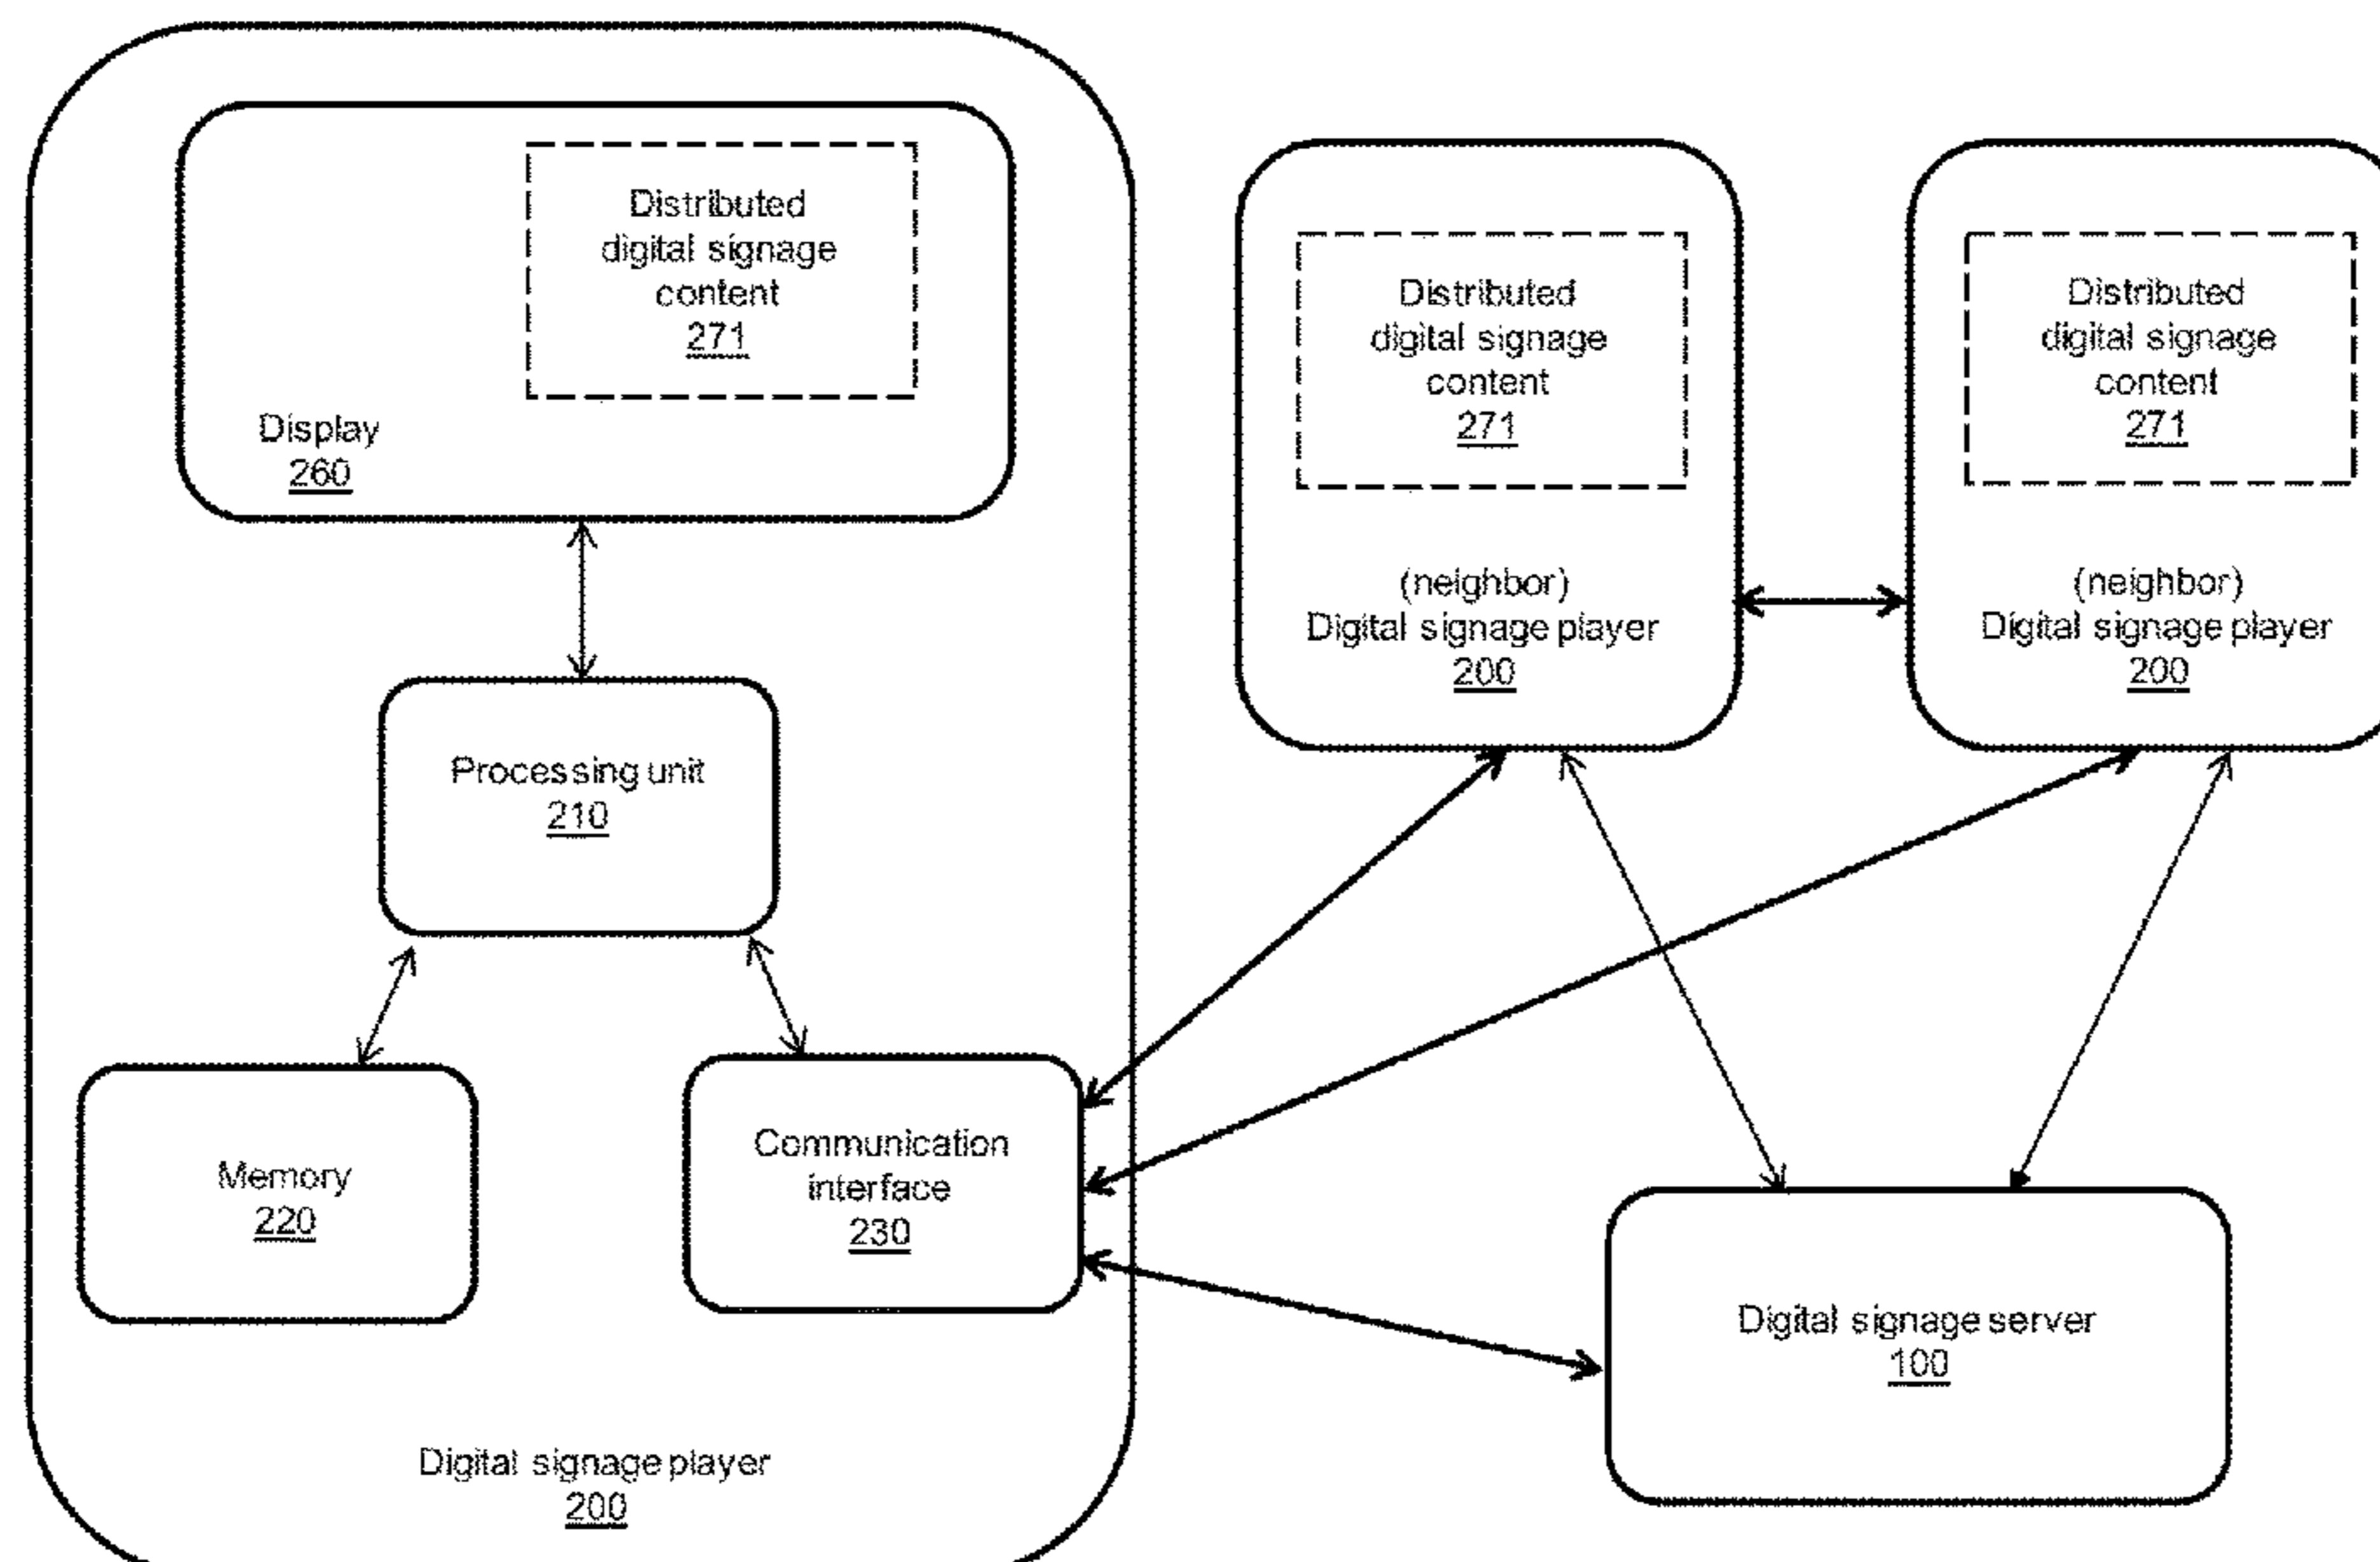 Distributed
digital signage
content
271
Display
260
Processing unit
210
Memory
220
Communication
interface
230
Digital signage player
200
Distributed
digital signage
content
271
(neighbor)
Digital signage player
200
Distributed
digital signage
content
271
(neighbor)
Digital signage player
200
Digital signage server
100